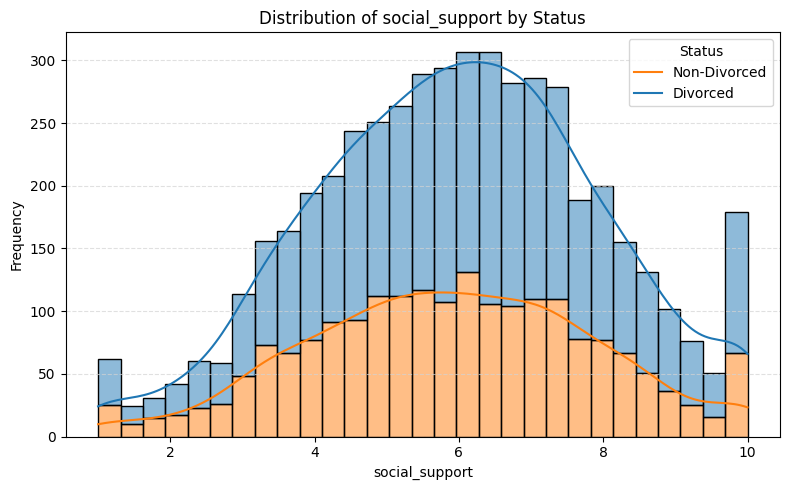 Distribution of social_support by Status
Status
Non-Divorced
Divorced
Frequency
300
250
200
150
100
50
0
2 4 6 8 10
social_support